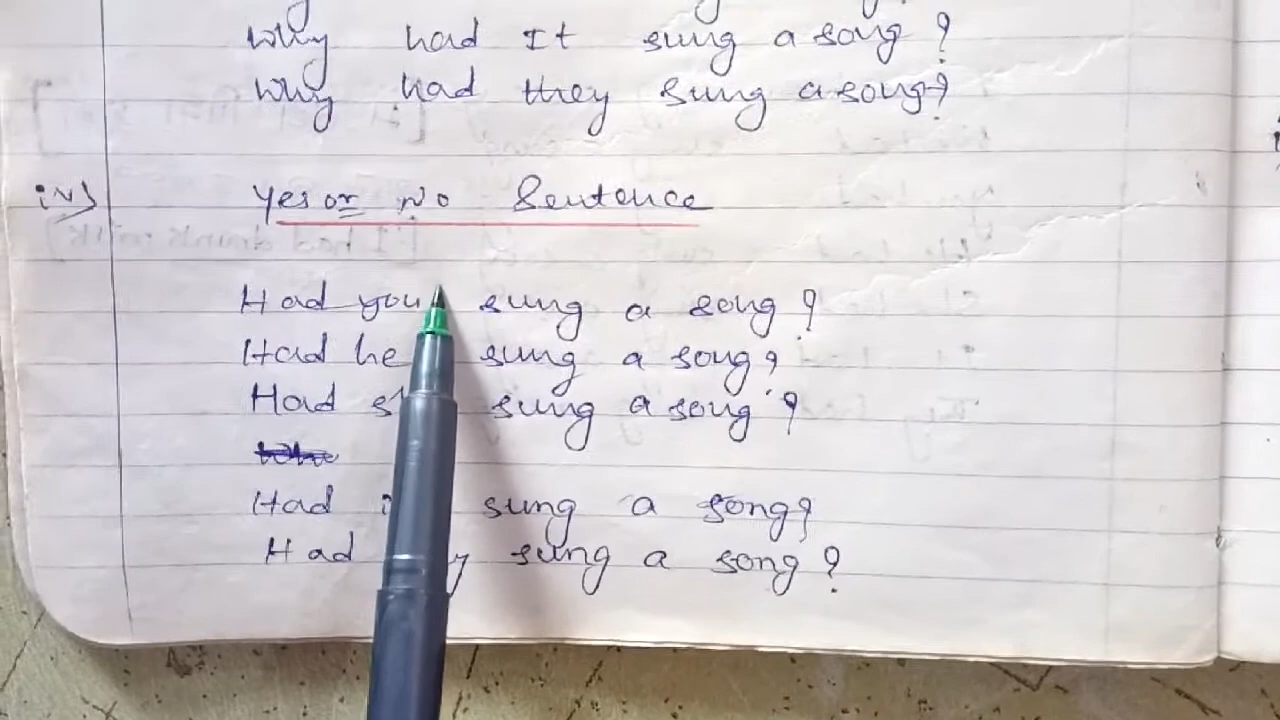 Why had It sung a song ?
Why had they sung a song?
iv) Yes or No Sentence
Had you sung a song ?
Had he sung a song?
Had sung a song ?
Had sung a song?
Had sung a song ?